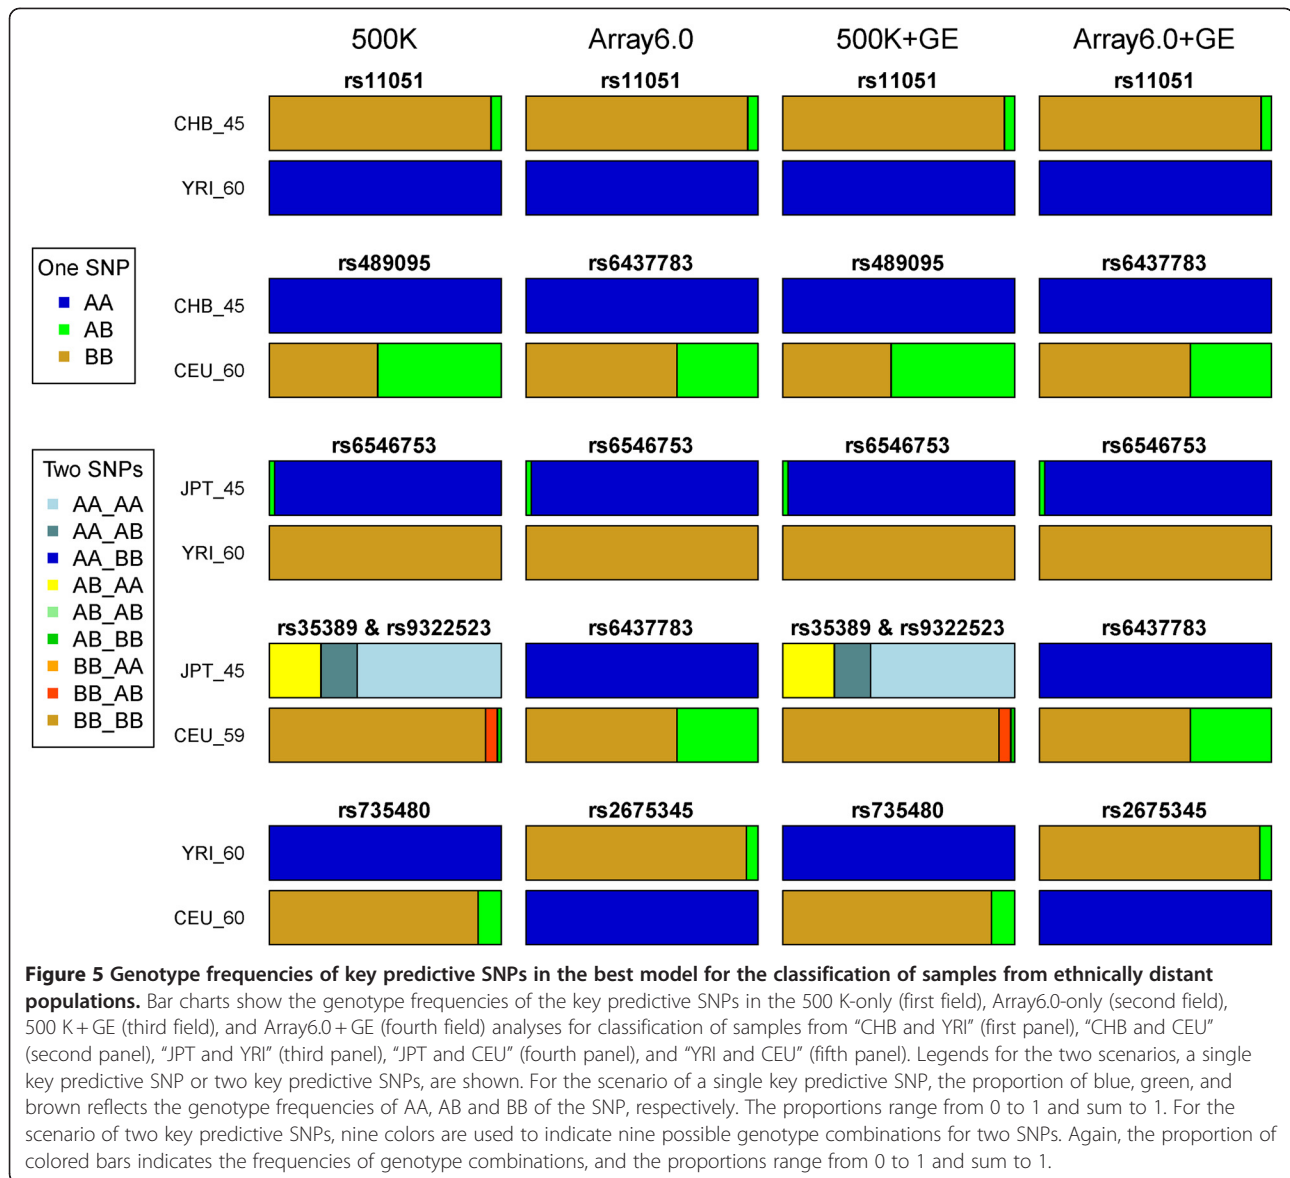 500K Array6.0 500K+GE Array6.0+GE
rs11051 rs11051 rs11051 rs11051
CHB_45
YRI_60
One SNP
AA
AB
BB
rs489095 rs6437783 rs489095 rs6437783
CHB_45
CEU_60
Two SNPs
AA_AA
AA_AB
AA_BB
AB_AA
AB_AB
AB_BB
BB_AA
BB_AB
BB_BB
rs6546753 rs6546753 rs6546753 rs6546753
JPT_45
YRI_60
rs35389 & rs9322523 rs6437783 rs35389 & rs9322523 rs6437783
JPT_45
CEU_59
rs735480 rs2675345 rs735480 rs2675345
YRI_60
CEU_60
Figure 5 Genotype frequencies of key predictive SNPs in the best model for the classification of samples from ethnically distant
populations. Bar charts show the genotype frequencies of the key predictive SNPs in the 500 K-only (first field), Array6.0-only (second field),
500 K + GE (third field), and Array6.0 + GE (fourth field) analyses for classification of samples from “CHB and YRI” (first panel), “CHB and CEU”
(second panel), “JPT and YRI” (third panel), “JPT and CEU” (fourth panel), and “YRI and CEU” (fifth panel). Legends for the two scenarios, a single
key predictive SNP or two key predictive SNPs, are shown. For the scenario of a single key predictive SNP, the proportion of blue, green, and
brown reflects the genotype frequencies of AA, AB and BB of the SNP, respectively. The proportions range from 0 to 1 and sum to 1. For the
scenario of two key predictive SNPs, nine colors are used to indicate nine possible genotype combinations for two SNPs. Again, the proportion of
colored bars indicates the frequencies of genotype combinations, and the proportions range from 0 to 1 and sum to 1.